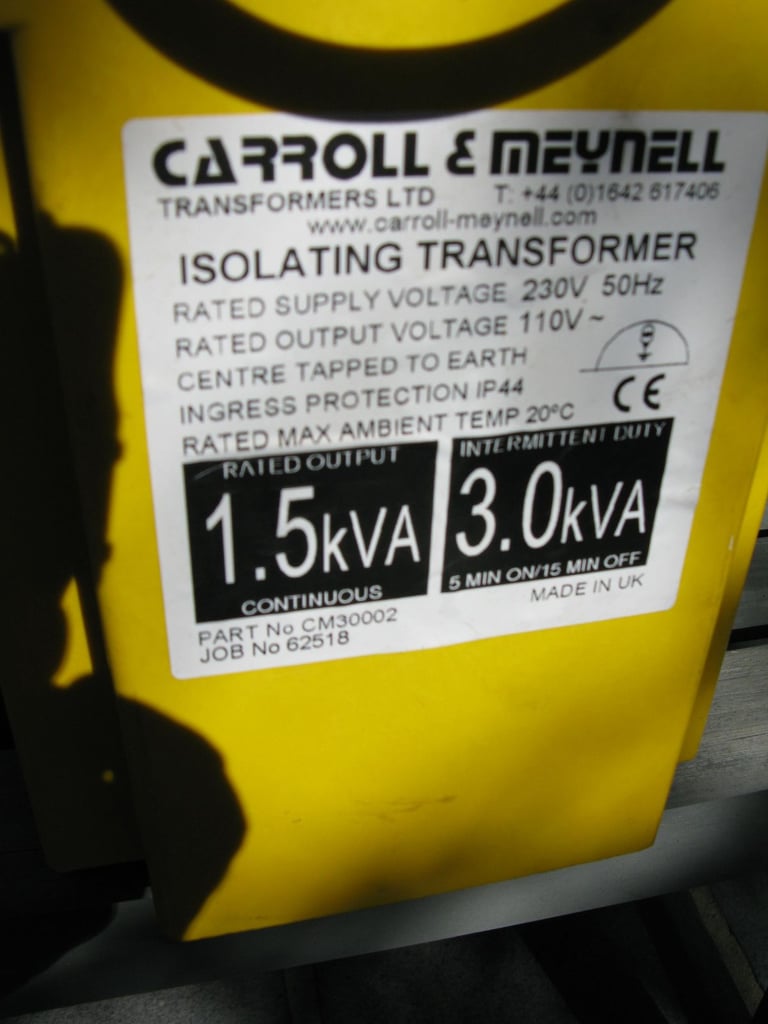 CARROLL & MEYNELL
TRANSFORMERS LTD T: +44 (0)1642 617406
www.carroll-meynell.com
ISOLATING TRANSFORMER
RATED SUPPLY VOLTAGE 230V 50Hz
RATED OUTPUT VOLTAGE 110V ~
CENTRE TAPPED TO EARTH
INGRESS PROTECTION IP44
CE
RATED MAX AMBIENT TEMP 20ºC
RATED OUTPUT
1.5kVA
CONTINUOUS
INTERMITTENT DUTY
3.0kVA
5 MIN ON/15 MIN OFF
PART No CM30002
JOB No 62518
MADE IN UK